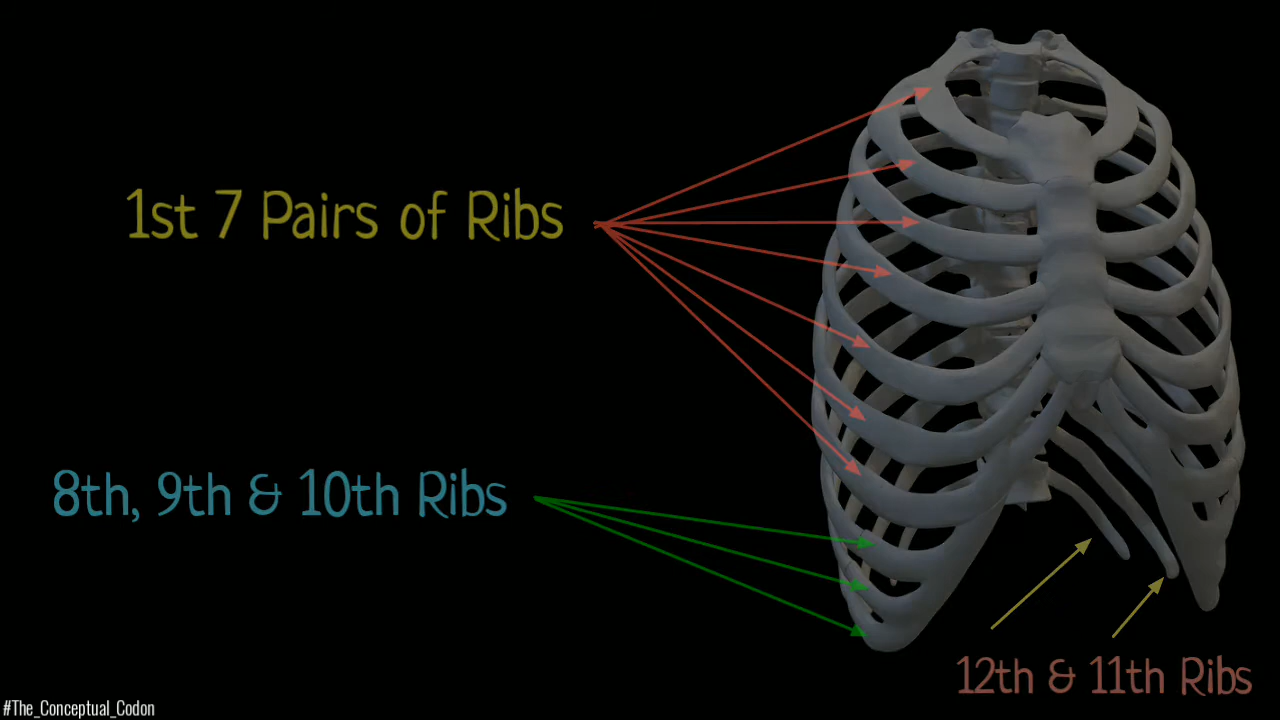 1st 7 Pairs of Ribs
8th, 9th & 10th Ribs
12th & 11th Ribs
#The_Conceptual_Codon